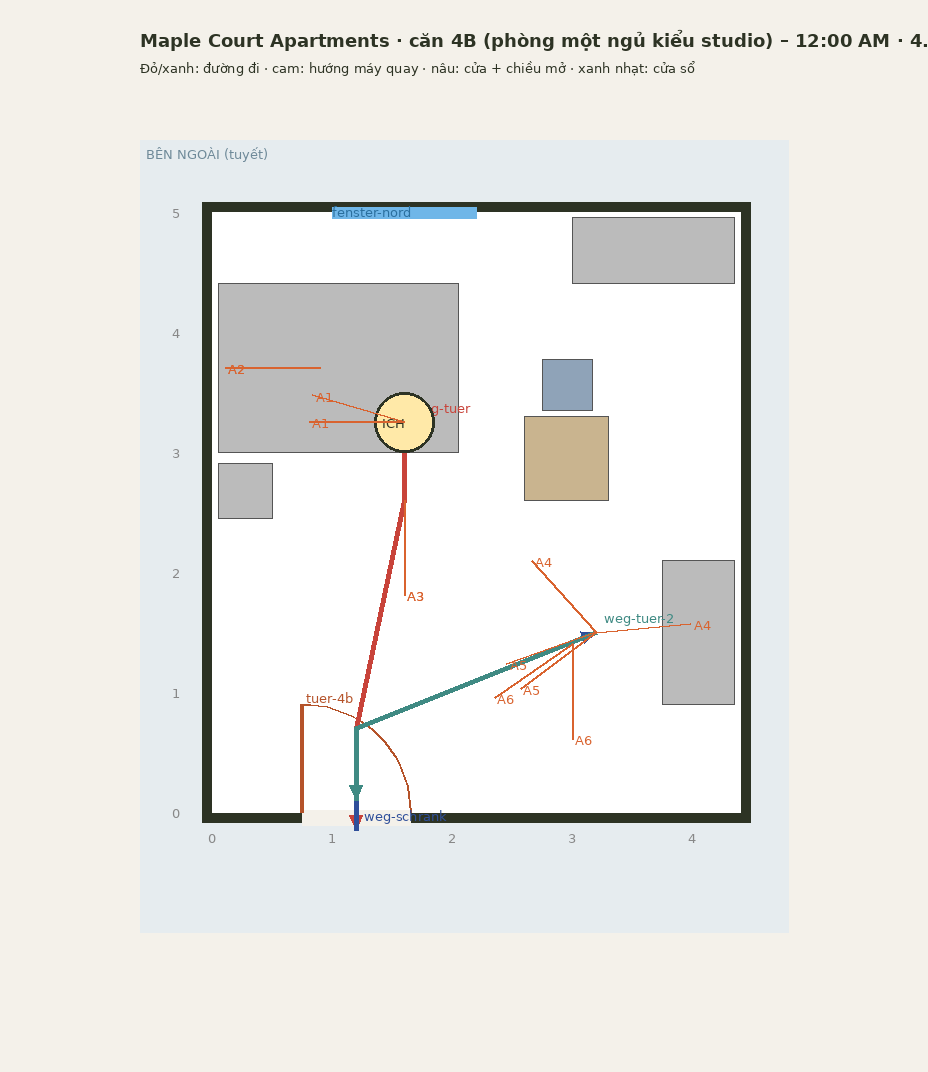 Maple Court Apartments · căn 4B (phòng một ngủ kiểu studio) – 12:00 AM · 4.
Đỏ/xanh: đường đi · cam: hướng máy quay · nâu: cửa + chiều mở · xanh nhạt: cửa sổ
BÊN NGOÀI (tuyết)
5
fenster-nord
4
A2
A1
g-tuer
A1
ICH
3
2
A4
A3
weg-tuer-2
A4
A5
1
A5
A6
tuer-4b
A6
0
weg-schrank
0
1
2
3
4